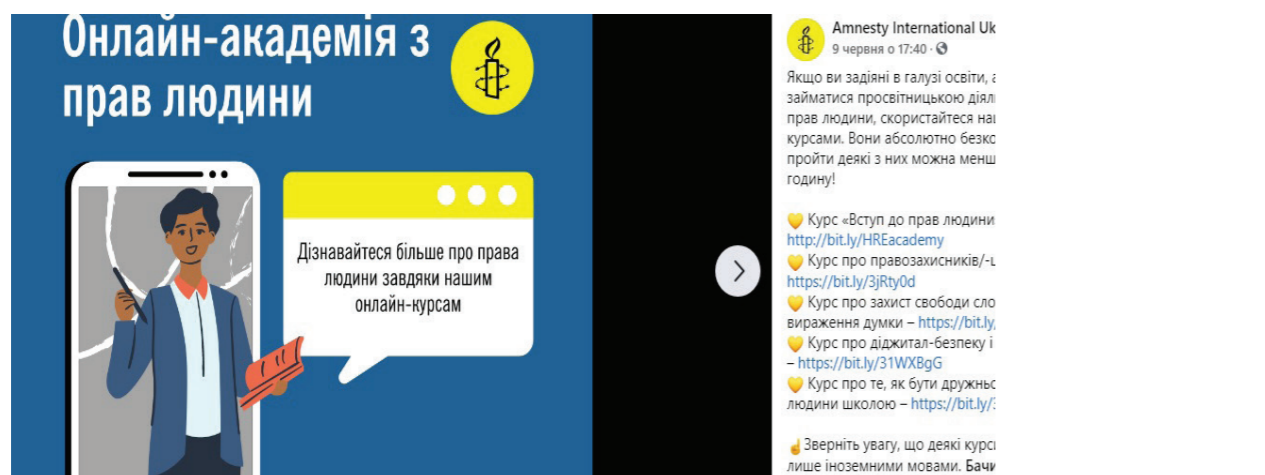 Онлайн-академія з
прав людини
Дізнавайтеся більше про права
людини завдяки нашим
онлайн-курсам
Amnesty International Uk
9 червня о 17:40 ·
Якщо ви задіяні в галузі освіти, а
займатися просвітницькою діял
прав людини, скористайтеся на
курсами. Вони абсолютно безко
пройти деякі з них можна менш
годину!
💛 Курс «Вступ до прав людини
http://bit.ly/HREacademy
💛 Курс про правозахисників/-
https://bit.ly/3jRty0d
💛 Курс про захист свободи сло
вираження думки – https://bit.ly
💛 Курс про діджитал-безпеку і
– https://bit.ly/31WXBgG
💛 Курс про те, як бути дружньо
людини школою – https://bit.ly/
☝Зверніть увагу, що деякі курс
лише іноземними мовами. Бачи